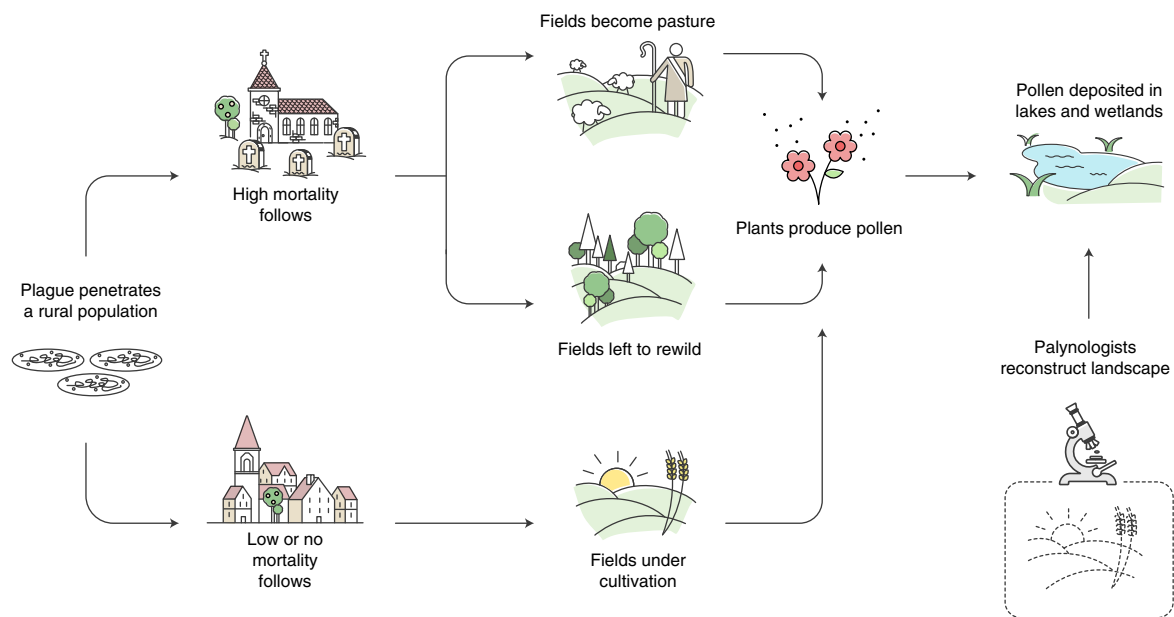 Fields become pasture
Pollen deposited in
lakes and wetlands
High mortality
follows
Plants produce pollen
Plague penetrates
a rural population
Fields left to rewild
Palynologists
reconstruct landscape
Low or no
mortality
follows
Fields under
cultivation